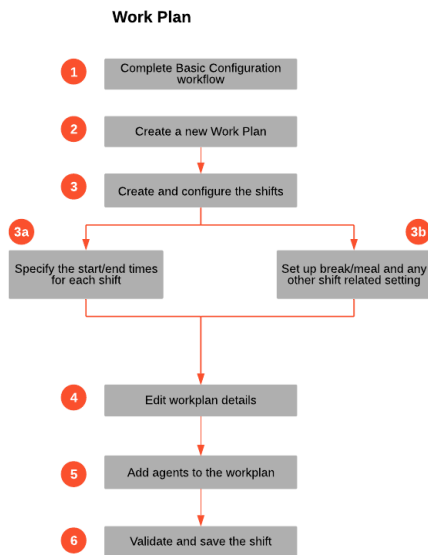 Work Plan
1
Complete Basic Configuration
workflow
2
Create a new Work Plan
3
Create and configure the shifts
3a
3b
Specify the start/end times
for each shift
Set up break/meal and any
other shift related setting
4
Edit workplan details
5
Add agents to the workplan
6
Validate and save the shift